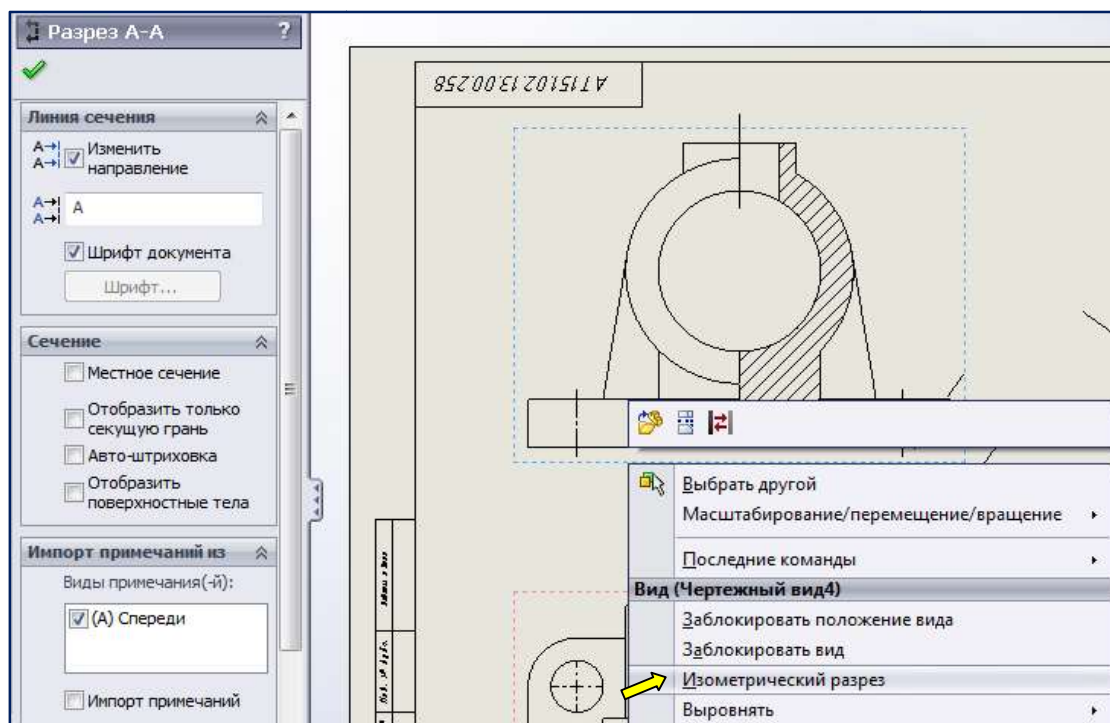 Разрез A-A
?
Линия сечения
Изменить
направление
A
Шрифт документа
Шрифт...
Сечение
Местное сечение
Отобразить только
секущую грань
Авто-штриховка
Отобразить
поверхностные тела
Импорт примечаний из
Виды примечания(-й):
(A) Спереди
Импорт примечаний
АТ151.02.13.00.258
Выбрать другой
Масштабирование/перемещение/вращение
Последние команды
Вид (Чертежный вид4)
Заблокировать положение вида
Заблокировать вид
Изометрический разрез
Выровнять